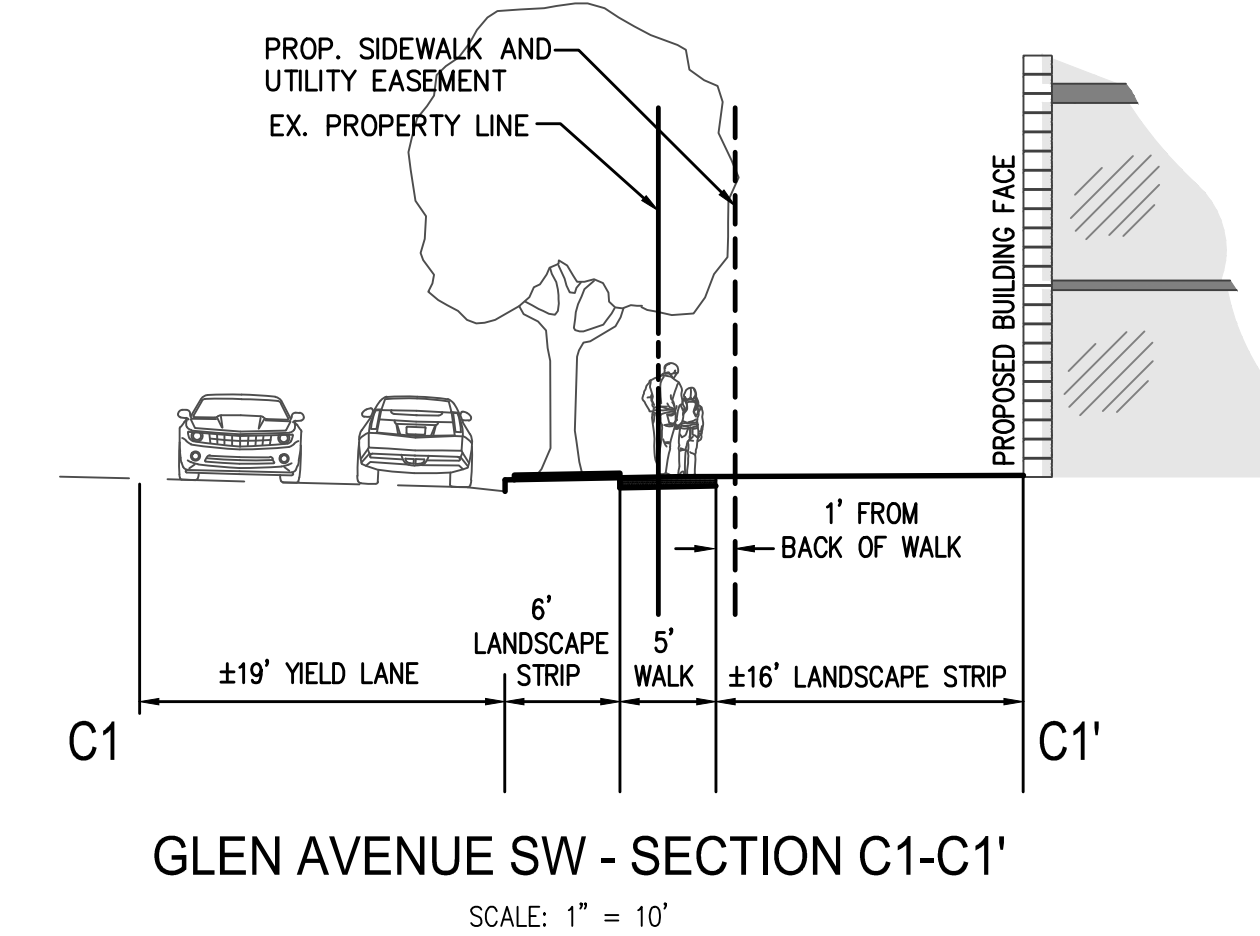 PROP. SIDEWALK AND
UTILITY EASEMENT
EX. PROPERTY LINE
PROPOSED BUILDING FACE
1' FROM
BACK OF WALK
±19' YIELD LANE
6'
LANDSCAPE
STRIP
5'
WALK
±16' LANDSCAPE STRIP
C1
C1'
GLEN AVENUE SW - SECTION C1-C1'
SCALE: 1" = 10'